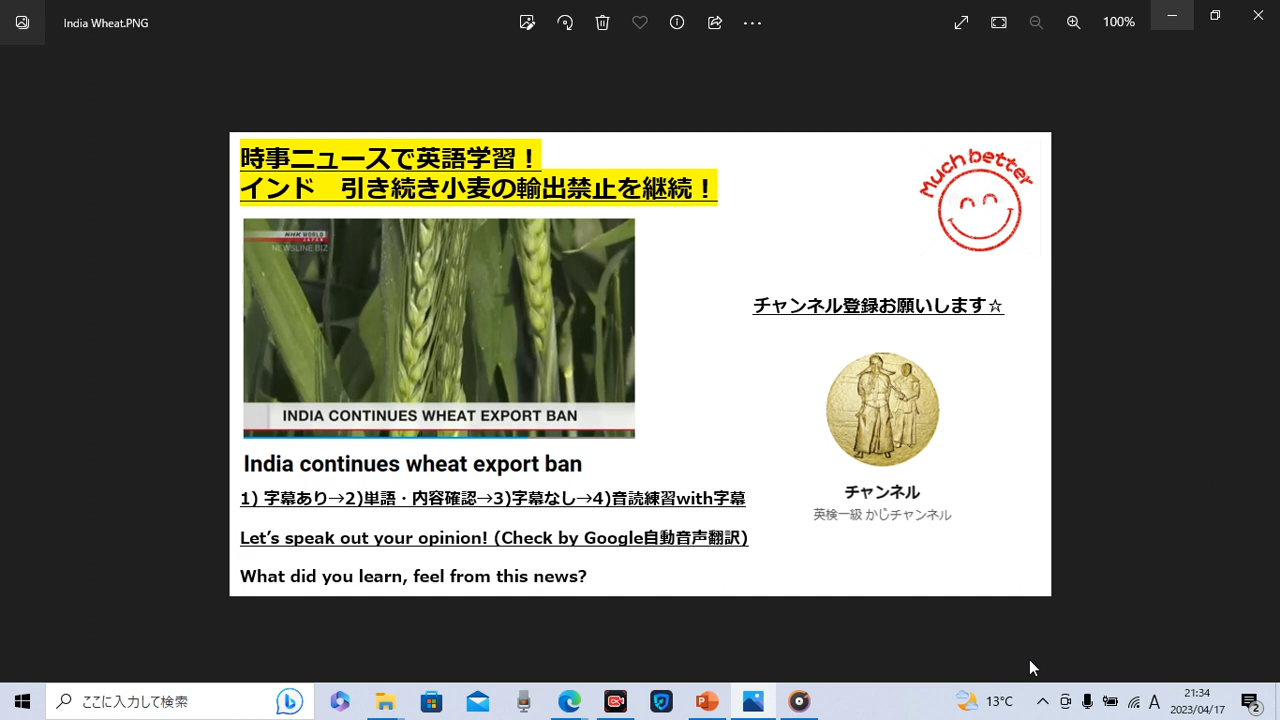 India Wheat.PNG
100%
時事ニュースで英語学習！
インド　引き続き小麦の輸出禁止を継続！
Much better
NHK WORLD
JAPAN
NEWSLINE BIZ
チャンネル登録お願いします☆
INDIA CONTINUES WHEAT EXPORT BAN
India continues wheat export ban
チャンネル
英検一級 かじチャンネル
1) 字幕あり→2)単語・内容確認→3)字幕なし→4)音読練習with字幕
Let's speak out your opinion! (Check by Google自動音声翻訳)
What did you learn, feel from this news?
ここに入力して検索
13°C
A
21:34
2023/04/17
2